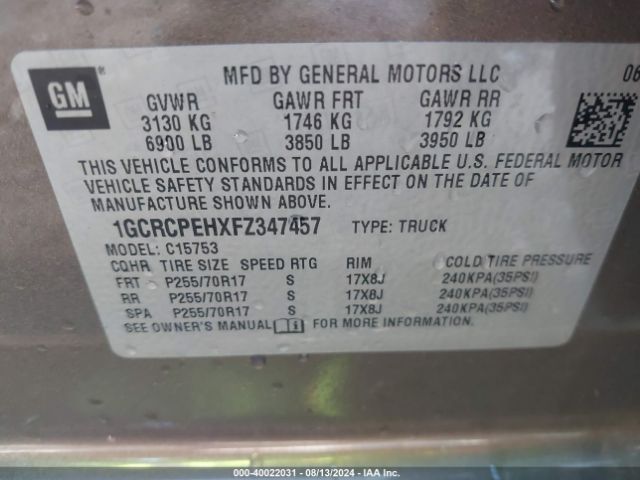 GM
MFD BY GENERAL MOTORS LLC 06
GVWR GAWR FRT GAWR RR
3130 KG 1746 KG 1792 KG
6900 LB 3850 LB 3950 LB
THIS VEHICLE CONFORMS TO ALL APPLICABLE U.S. FEDERAL MOTOR
VEHICLE SAFETY STANDARDS IN EFFECT ON THE DATE OF
MANUFACTURE SHOWN ABOVE.
1GCRCPEHXFZ347457 TYPE: TRUCK
MODEL: C15753
CQHR TIRE SIZE SPEED RTG RIM COLD TIRE PRESSURE
FRT P255/70R17 S 17X8J 240KPA(35PSI)
RR P255/70R17 S 17X8J 240KPA(35PSI)
SPA P255/70R17 S 17X8J 240KPA(35PSI)
SEE OWNER'S MANUAL FOR MORE INFORMATION.
000-40022031 - 08/13/2024 - IAA Inc.